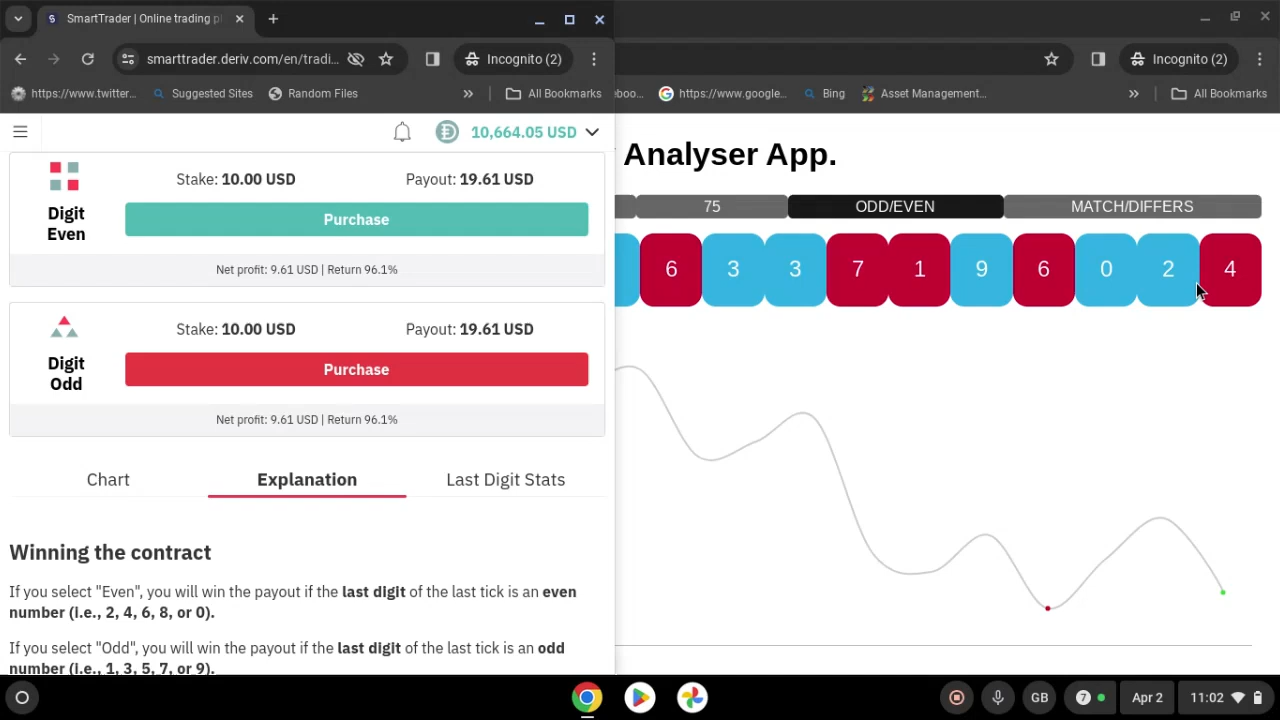 SmartTrader | Online trading pl
smarttrader.deriv.com/en/tradi...
Incognito (2)
Incognito (2)
https://www.twitter...
Suggested Sites
Random Files
»
All Bookmarks
boo...
https://www.google...
Bing
Asset Management...
»
All Bookmarks
10,664.05 USD
Analyser App.
Stake: 10.00 USD
Payout: 19.61 USD
Digit
Even
Purchase
Net profit: 9.61 USD | Return 96.1%
75
ODD/EVEN
MATCH/DIFFERS
6 3 3 7 1 9 6 0 2 4
Stake: 10.00 USD
Payout: 19.61 USD
Digit
Odd
Purchase
Net profit: 9.61 USD | Return 96.1%
Chart
Explanation
Last Digit Stats
Winning the contract
If you select "Even", you will win the payout if the last digit of the last tick is an even
number (i.e., 2, 4, 6, 8, or 0).
If you select "Odd", you will win the payout if the last digit of the last tick is an odd
number (i.e., 1, 3, 5, 7, or 9).
GB
7
Apr 2
11:02